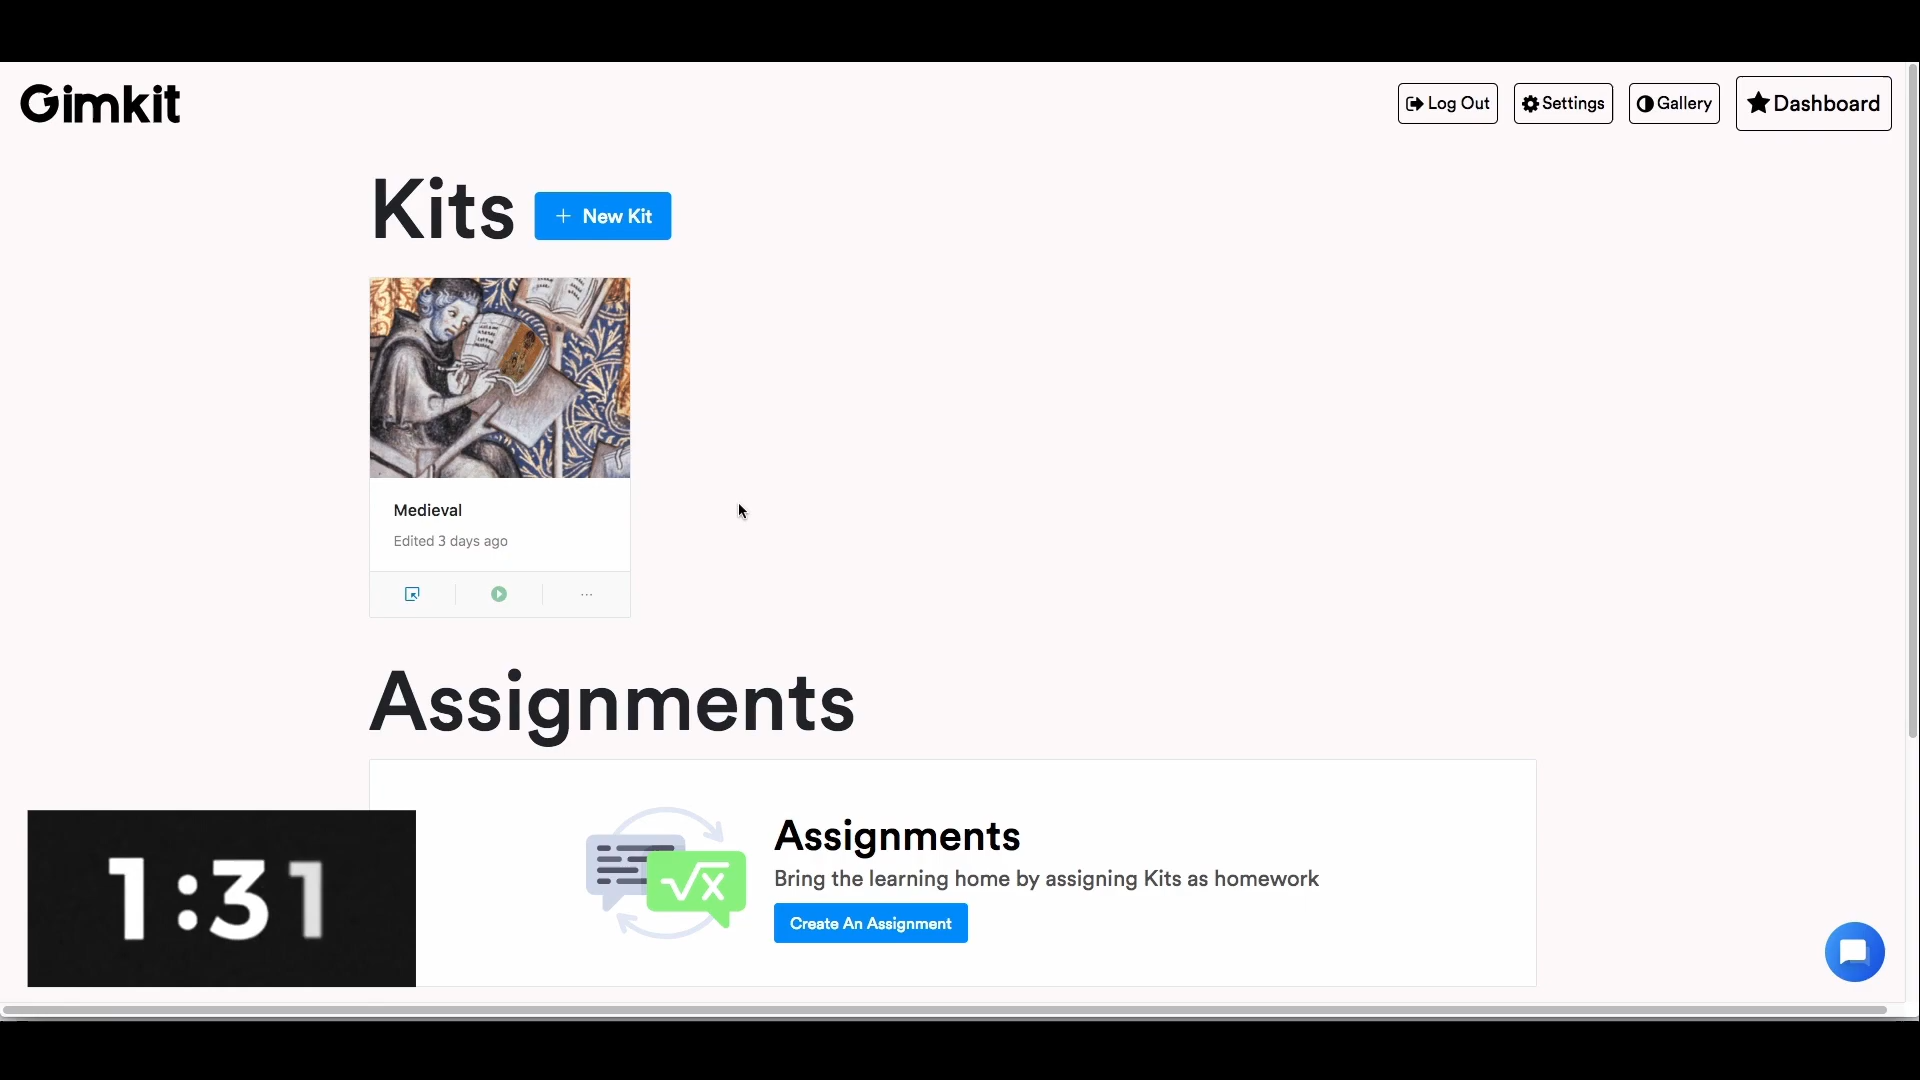 Gimkit
Log Out
Settings
Gallery
Dashboard
Kits
+ New Kit
Medieval
Edited 3 days ago
...
Assignments
Assignments
Bring the learning home by assigning Kits as homework
√x
Create An Assignment
1:31